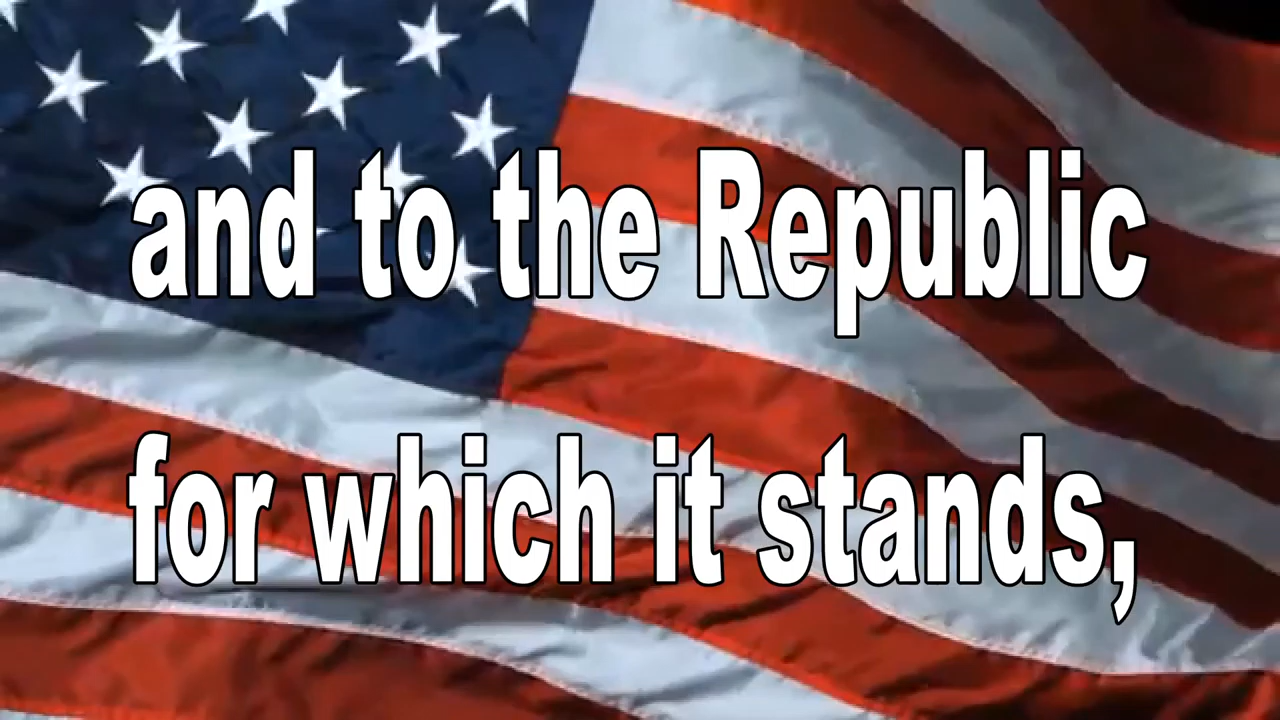 and to the Republic
for which it stands,